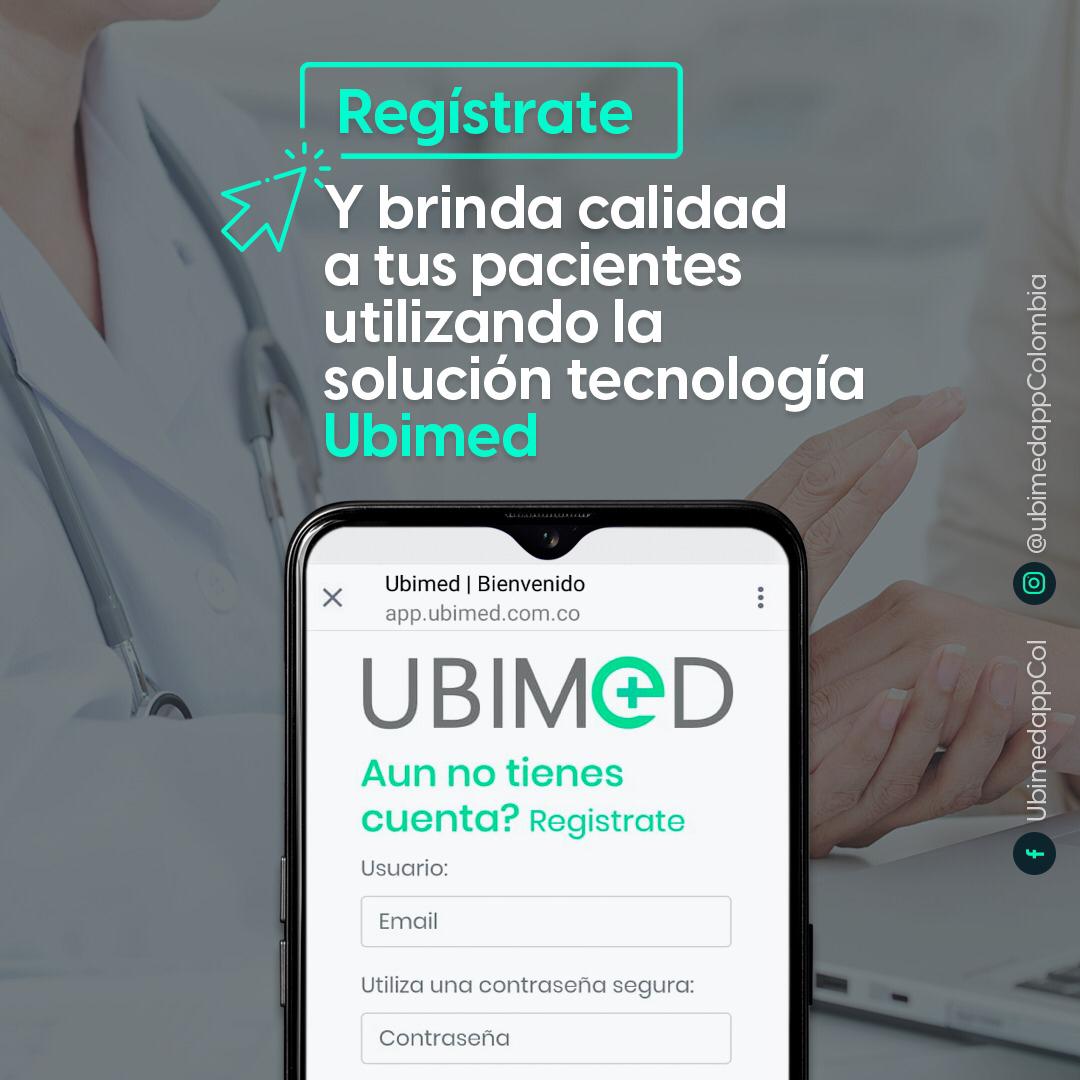 Regístrate
Y brinda calidad
a tus pacientes
utilizando la
solución tecnología
Ubimed
Ubimed | Bienvenido
app.ubimed.com.co
UBIMeD
Aun no tienes
cuenta? Registrate
Usuario:
Email
Utiliza una contraseña segura:
Contraseña
@ubimedappColombia
UbimedappCol